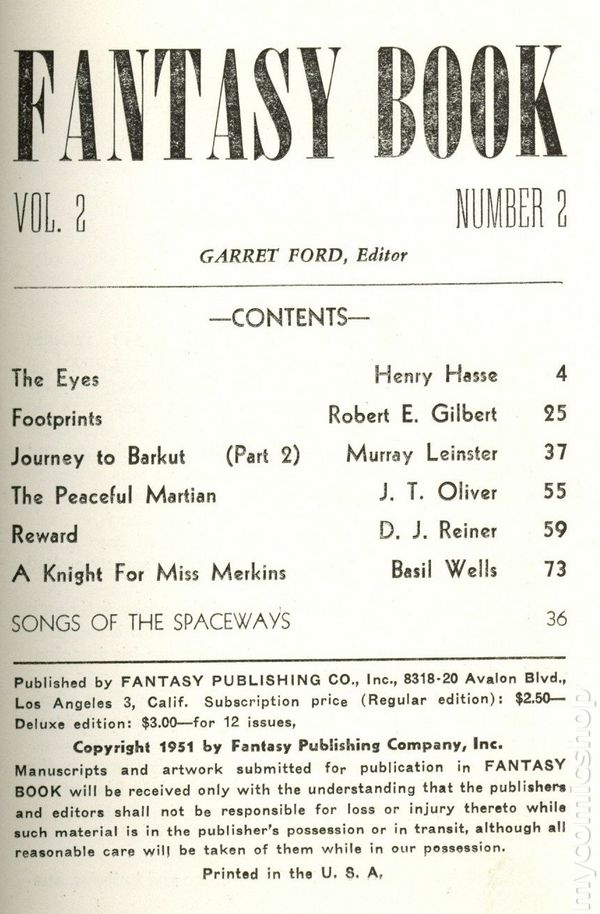 FANTASY BOOK
VOL. 2 NUMBER 2
GARRET FORD, Editor
—CONTENTS—
The Eyes Henry Hasse 4
Footprints Robert E. Gilbert 25
Journey to Barkut (Part 2) Murray Leinster 37
The Peaceful Martian J. T. Oliver 55
Reward D. J. Reiner 59
A Knight For Miss Merkins Basil Wells 73
SONGS OF THE SPACEWAYS 36
Published by FANTASY PUBLISHING CO., Inc., 8318-20 Avalon Blvd.,
Los Angeles 3, Calif. Subscription price (Regular edition): $2.50—
Deluxe edition: $3.00—for 12 issues,
Copyright 1951 by Fantasy Publishing Company, Inc.
Manuscripts and artwork submitted for publication in FANTASY
BOOK will be received only with the understanding that the publishers
and editors shall not be responsible for loss or injury thereto while
such material is in the publisher's possession or in transit, although all
reasonable care will be taken of them while in our possession.
Printed in the U. S. A,
mycomicshop